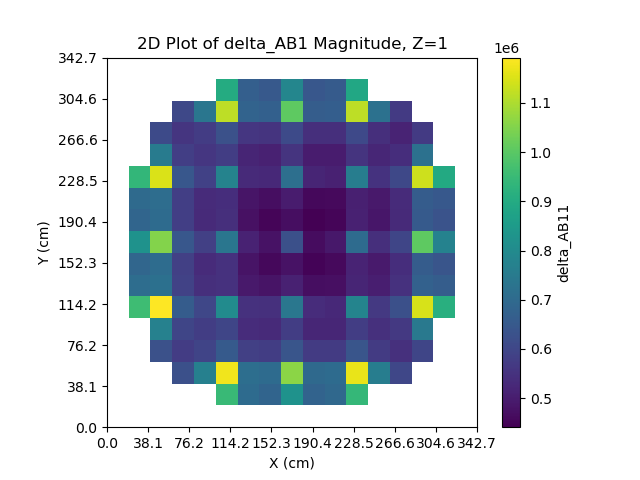 2D Plot of delta_AB1 Magnitude, Z=1
1e6
342.7
304.6
266.6
228.5
190.4
152.3
114.2
76.2
38.1
0.0
Y (cm)
0.0 38.1 76.2 114.2 152.3 190.4 228.5 266.6 304.6 342.7
X (cm)
1.1
1.0
0.9
0.8
0.7
0.6
0.5
delta_AB11